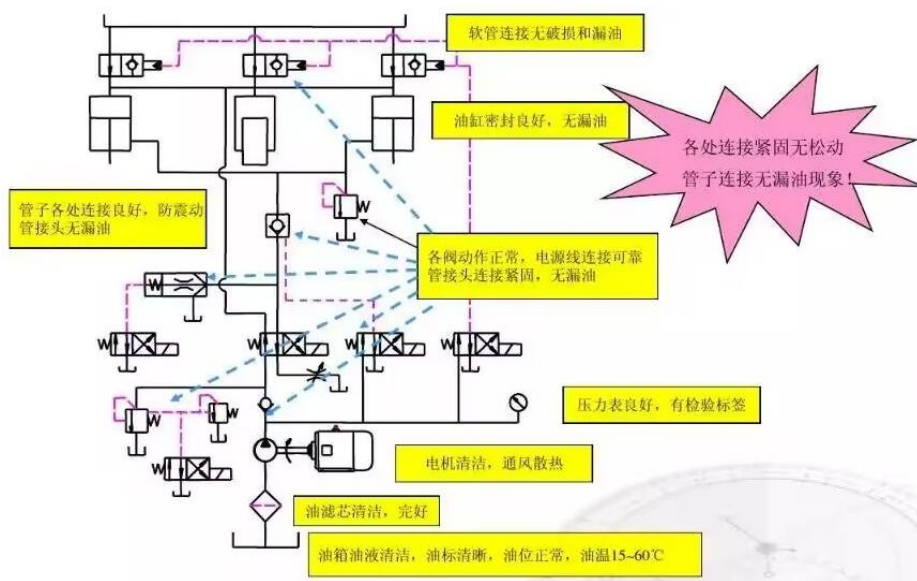 软管连接无破损和漏油
油缸密封良好，无漏油
各处连接紧固无松动
管子连接无漏油现象！
管子各处连接良好，防震动
管接头无漏油
各阀动作正常，电源线连接可靠
管接头连接紧固，无漏油
压力表良好，有检验标签
电机清洁，通风散热
油滤芯清洁，完好
油箱油液清洁，油标清晰，油位正常，油温15~60℃